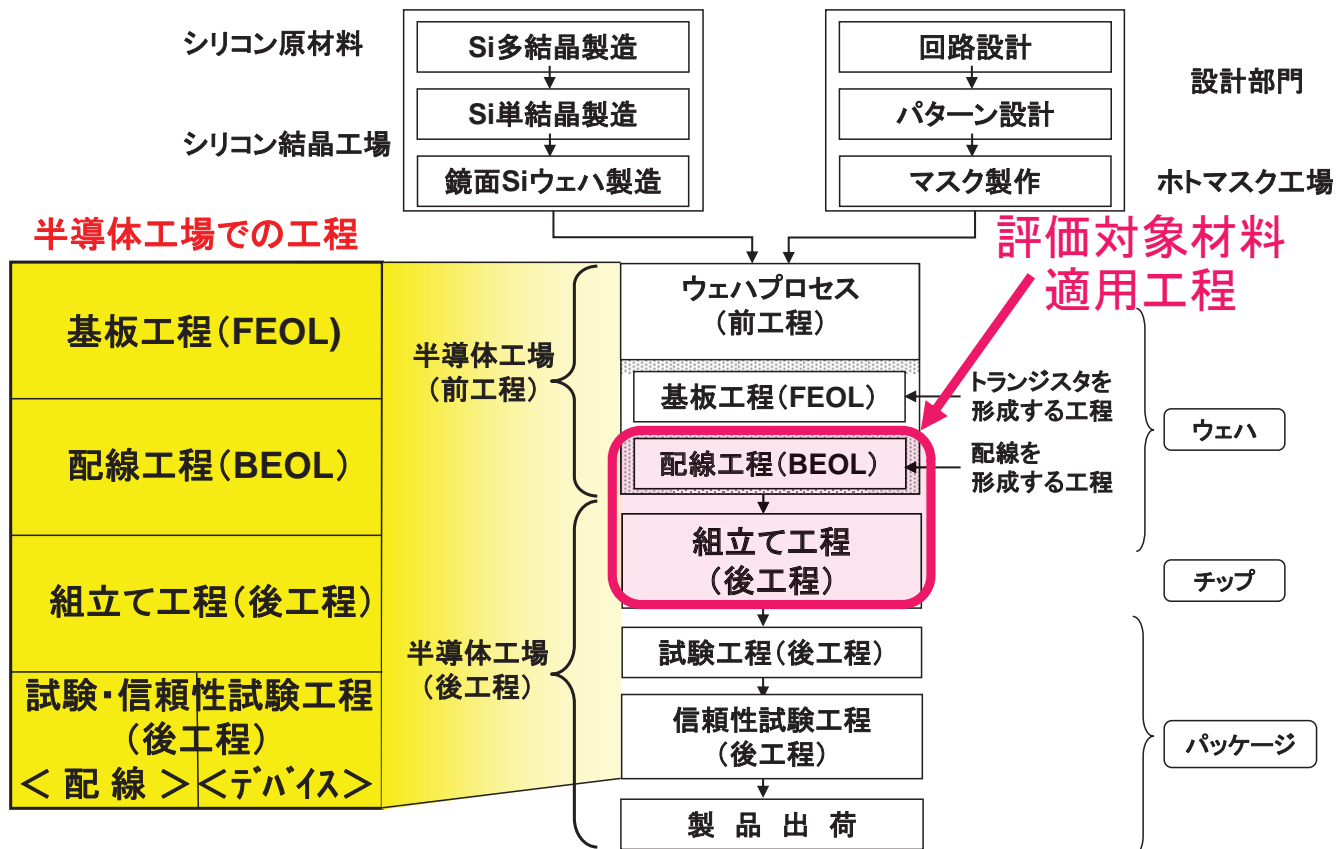 シリコン原材料
シリコン結晶工場
Si多結晶製造
Si単結晶製造
鏡面Siウェハ製造
回路設計
パターン設計
マスク製作
設計部門
ホトマスク工場
半導体工場での工程
基板工程(FEOL)
配線工程(BEOL)
組立て工程(後工程)
試験・信頼性試験工程
(後工程)
＜ 配 線 ＞
＜デバイス＞
半導体工場
(前工程)
半導体工場
(後工程)
ウェハプロセス
(前工程)
基板工程(FEOL)
配線工程(BEOL)
組立て工程
(後工程)
試験工程(後工程)
信頼性試験工程
(後工程)
製 品 出 荷
評価対象材料
適用工程
トランジスタを
形成する工程
配線を
形成する工程
ウェハ
チップ
パッケージ